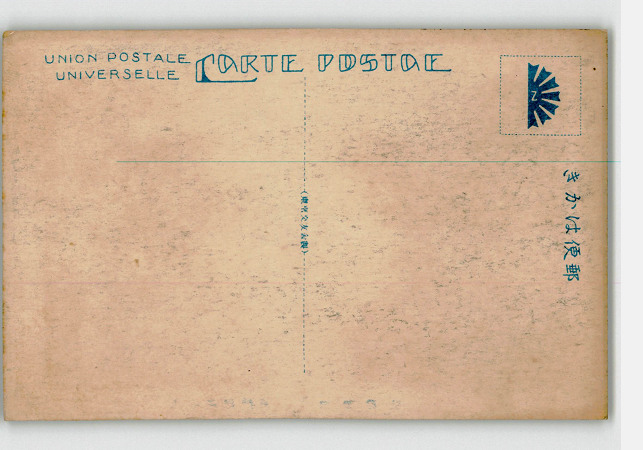 UNION POSTALE
UNIVERSELLE
CARTE POSTALE
N
きかは便郵